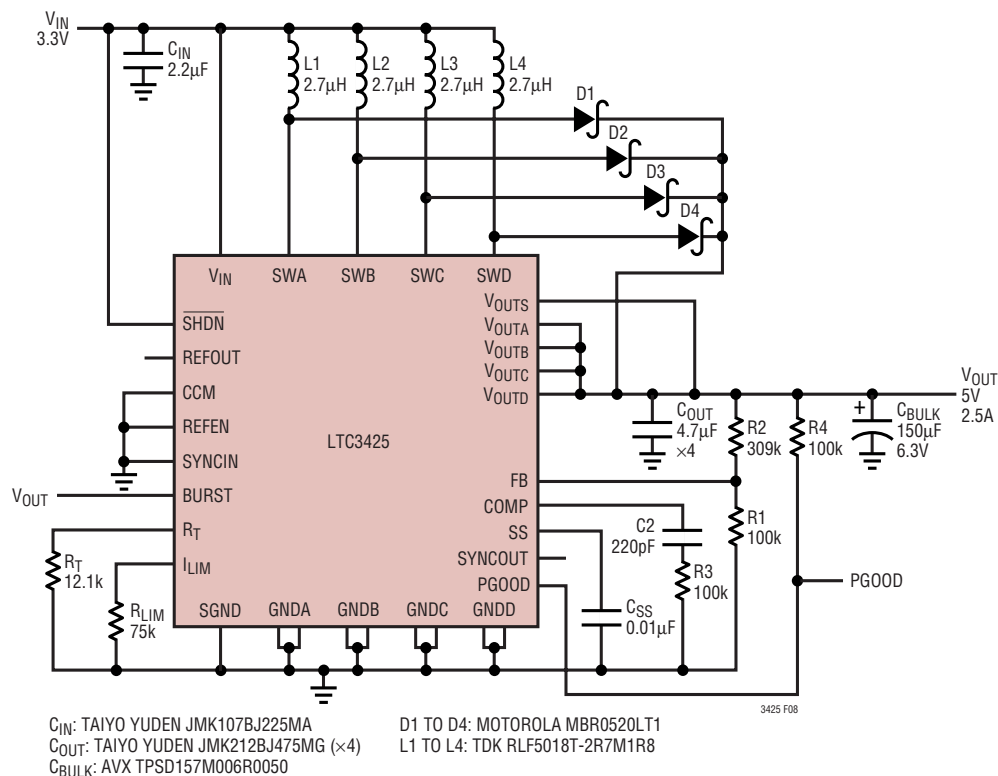 VIN
3.3V
CIN
2.2µF
L1
2.7µH
L2
2.7µH
L3
2.7µH
L4
2.7µH
D1
D2
D3
D4
VIN
SWA
SWB
SWC
SWD
SHDN
REFOUT
CCM
REFEN
SYNCIN
BURST
RT
ILIM
SGND
GNDA
GNDB
GNDC
GNDD
LTC3425
VOUTS
VOUTA
VOUTB
VOUTC
VOUTD
FB
COMP
SS
SYNCOUT
PGOOD
VOUT
RT
12.1k
RLIM
75k
COUT
4.7µF
×4
R2
309k
R4
100k
+
CBULK
150µF
6.3V
VOUT
5V
2.5A
C2
220pF
R1
100k
R3
100k
CSS
0.01µF
PGOOD
3425 F08
CIN: TAIYO YUDEN JMK107BJ225MA
COUT: TAIYO YUDEN JMK212BJ475MG (×4)
CBULK: AVX TPSD157M006R0050
D1 TO D4: MOTOROLA MBR0520LT1
L1 TO L4: TDK RLF5018T-2R7M1R8